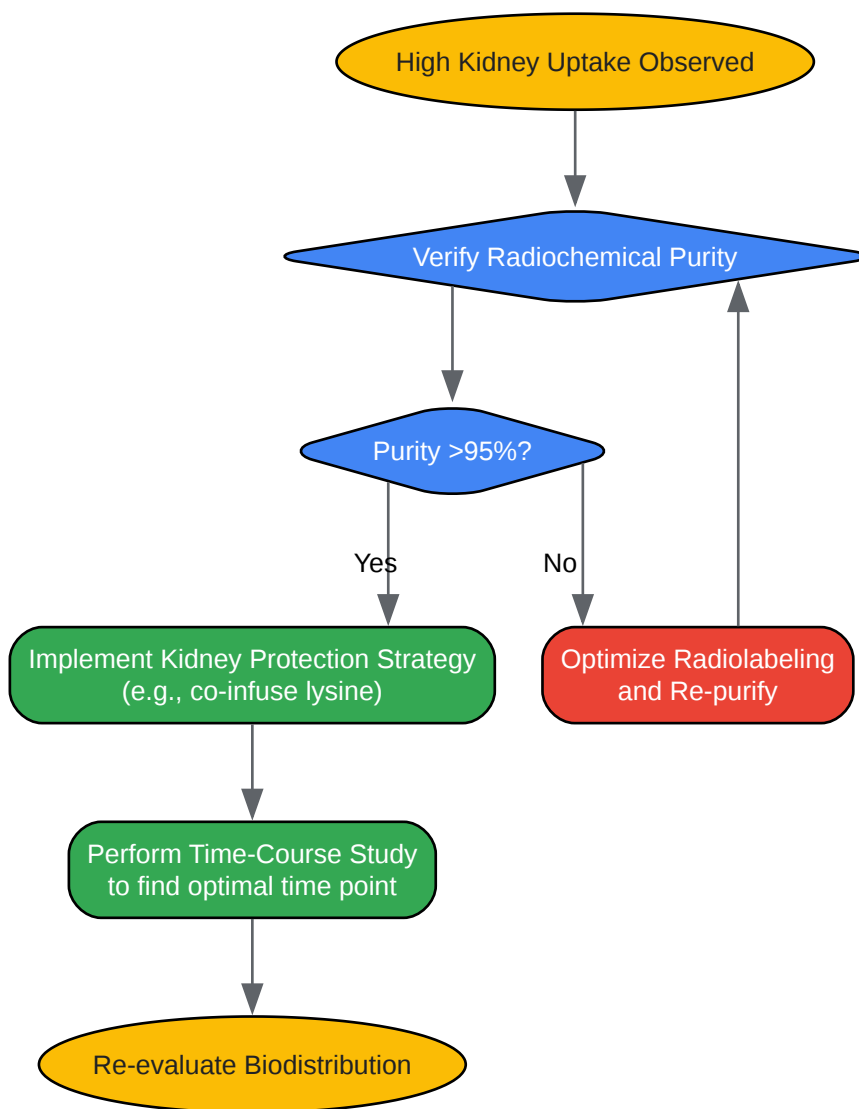 High Kidney Uptake Observed
Verify Radiochemical Purity
Purity >95%?
Yes
No
Implement Kidney Protection Strategy
(e.g., co-infuse lysine)
Optimize Radiolabeling
and Re-purify
Perform Time-Course Study
to find optimal time point
Re-evaluate Biodistribution